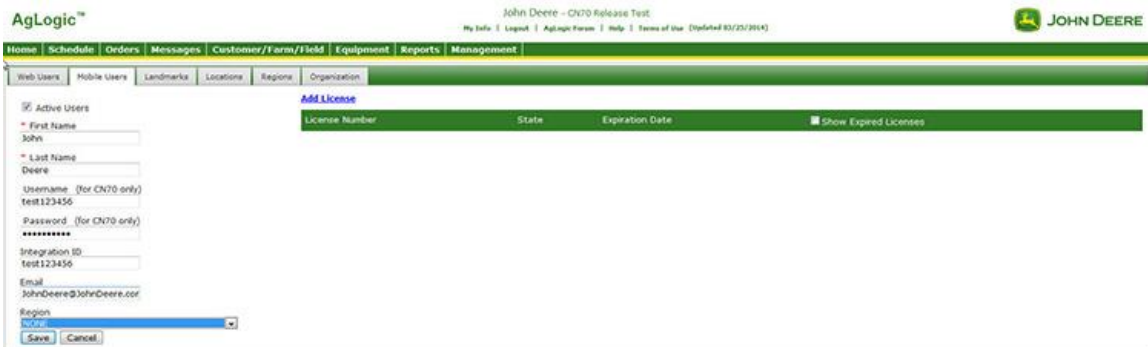 AgLogic™
John Deere - CN70 Release Test
My Info | Logout | AgLogic Forum | Help | Terms of Use (Updated 03/25/2014)
JOHN DEERE
Home | Schedule | Orders | Messages | Customer/Farm/Field | Equipment | Reports | Management
Web Users Mobile Users Landmarks Locations Regions Organization
Active Users
Add License
License Number State Expiration Date Show Expired Licenses
* First Name
John
* Last Name
Deere
Username (for CN70 only)
test123456
Password (for CN70 only)
••••••••••
Integration ID
test123456
Email
JohnDeere@JohnDeere.cor
Region
NONE
Save Cancel